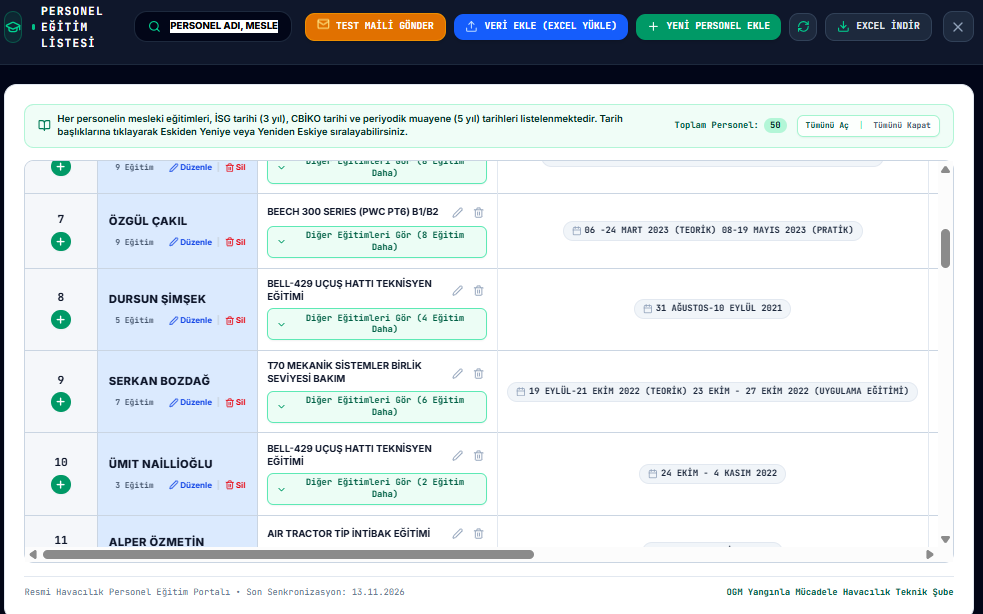 PERSONEL
EĞİTİM
LİSTESİ
PERSONEL ADI, MESLE
TEST MAİLİ GÖNDER
VERİ EKLE (EXCEL YÜKLE)
YENİ PERSONEL EKLE
EXCEL İNDİR
Her personelin mesleki eğitimleri, İSG tarihi (3 yıl), CBİKO tarihi ve periyodik muayene (5 yıl) tarihleri listelenmektedir. Tarih
başlıklarına tıklayarak Eskiden Yeniye veya Yeniden Eskiye sıralayabilirsiniz.
Toplam Personel: 50
Tümünü Aç | Tümünü Kapat
9 Eğitim Düzenle Sil
Diğer Eğitimleri Gör (8 Eğitim
Daha)
7
ÖZGÜL ÇAKIL
9 Eğitim Düzenle Sil
BEECH 300 SERIES (PWC PT6) B1/B2
Diğer Eğitimleri Gör (8 Eğitim
Daha)
06 -24 MART 2023 (TEORİK) 08-19 MAYIS 2023 (PRATİK)
8
DURSUN ŞİMŞEK
5 Eğitim Düzenle Sil
BELL-429 UÇUŞ HATTI TEKNİSYEN
EĞİTİMİ
Diğer Eğitimleri Gör (4 Eğitim
Daha)
31 AĞUSTOS-10 EYLÜL 2021
9
SERKAN BOZDAĞ
7 Eğitim Düzenle Sil
T70 MEKANİK SİSTEMLER BİRLİK
SEVİYESİ BAKIM
Diğer Eğitimleri Gör (6 Eğitim
Daha)
19 EYLÜL-21 EKİM 2022 (TEORİK) 23 EKİM - 27 EKİM 2022 (UYGULAMA EĞİTİMİ)
10
ÜMIT NAİLLİOĞLU
3 Eğitim Düzenle Sil
BELL-429 UÇUŞ HATTI TEKNİSYEN
EĞİTİMİ
Diğer Eğitimleri Gör (2 Eğitim
Daha)
24 EKİM - 4 KASIM 2022
11
ALPER ÖZMETİN
AIR TRACTOR TİP İNTİBAK EĞİTİMİ
Resmi Havacılık Personel Eğitim Portalı • Son Senkronizasyon: 13.11.2026
OGM Yangınla Mücadele Havacılık Teknik Şube